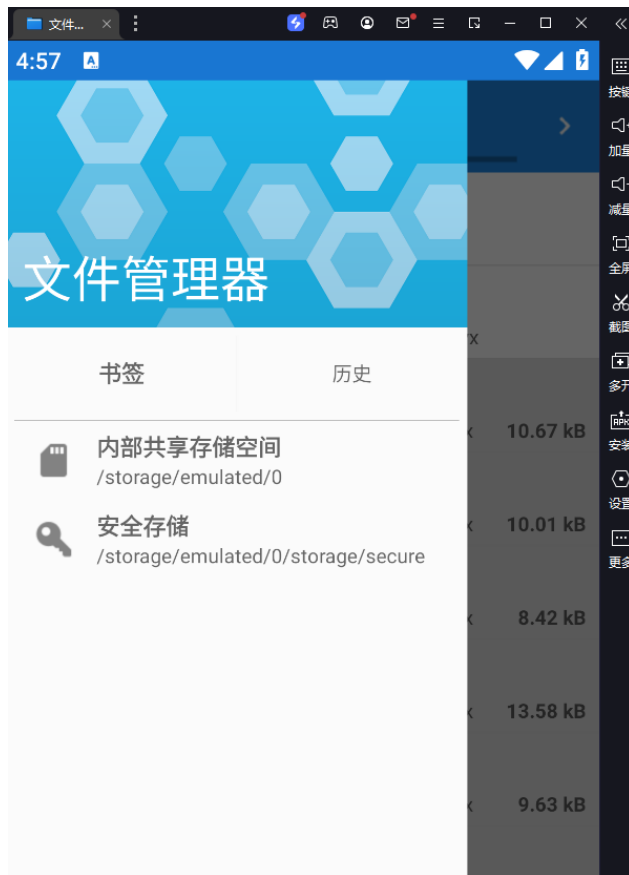 文件...
4:57
A
文件管理器
书签
历史
内部共享存储空间
/storage/emulated/0
安全存储
/storage/emulated/0/storage/secure
x
x 10.67 kB
x 10.01 kB
x 8.42 kB
x 13.58 kB
x 9.63 kB
按键
加量
减量
全屏
截图
多开
APK
安装
设置
更多